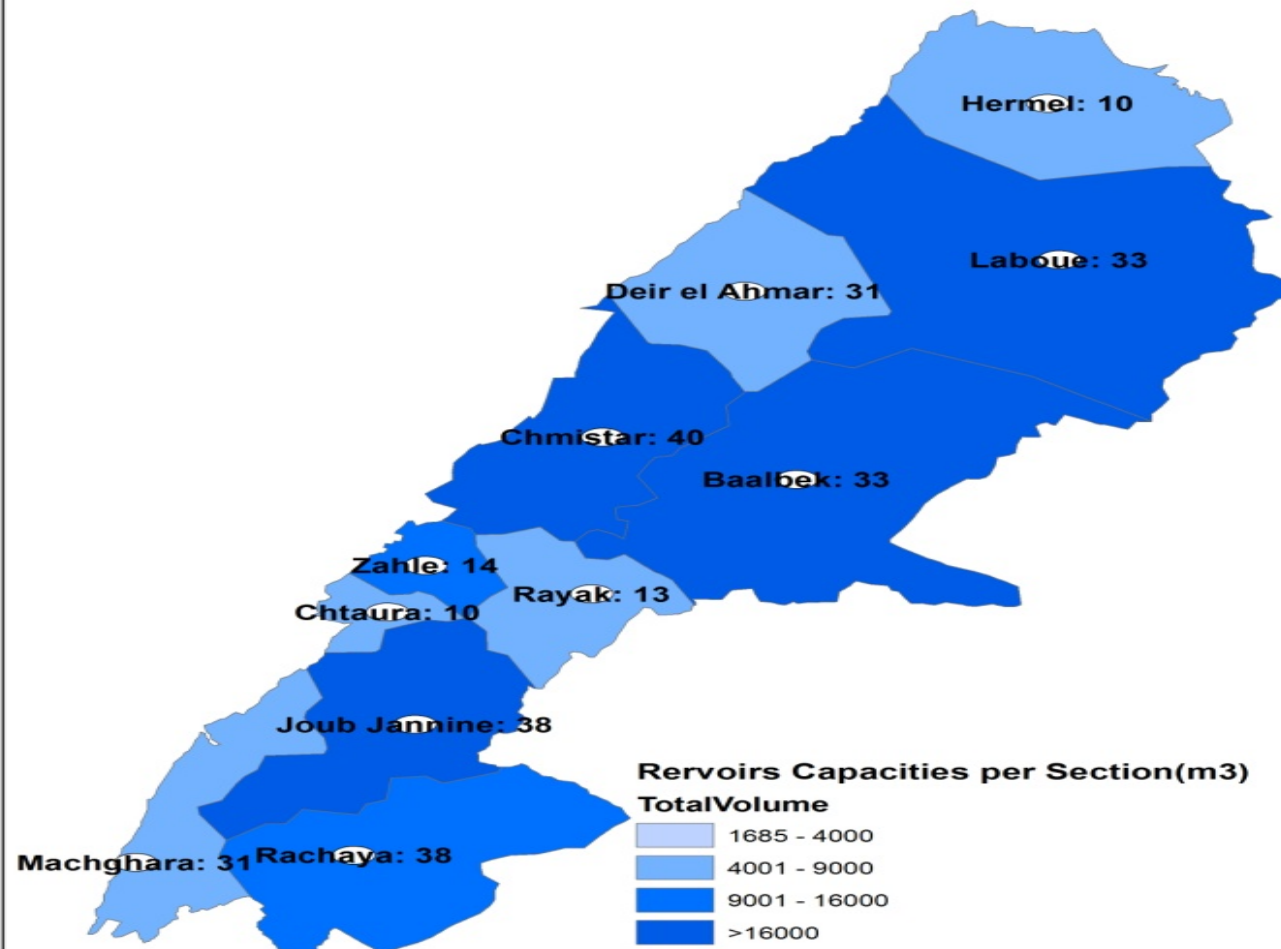 Hermel: 10
Laboue: 33
Deir el Ahmar: 31
Chmistar: 40
Baalbek: 33
Zahle: 14
Rayak: 13
Chtaura: 10
Joub Jannine: 38
Machghara: 31
Rachaya: 38
Rervoirs Capacities per Section(m3)
TotalVolume
1685 - 4000
4001 - 9000
9001 - 16000
>16000